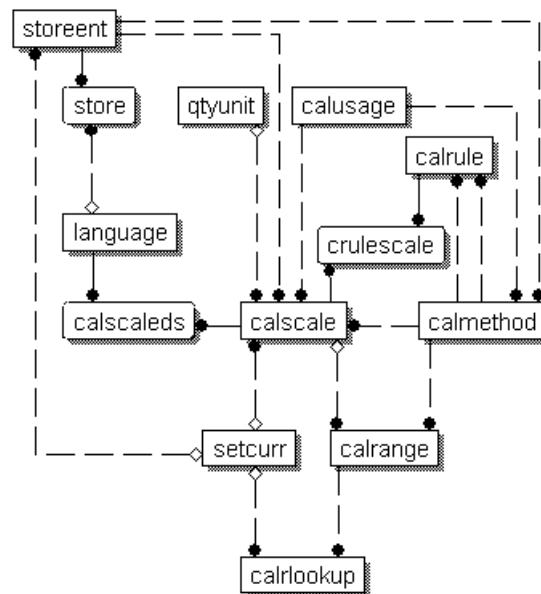 storeent
store
qtyunit
calusage
calrule
language
crulescale
calscaleds
calscale
calmethod
setcurr
calrange
calrlookup